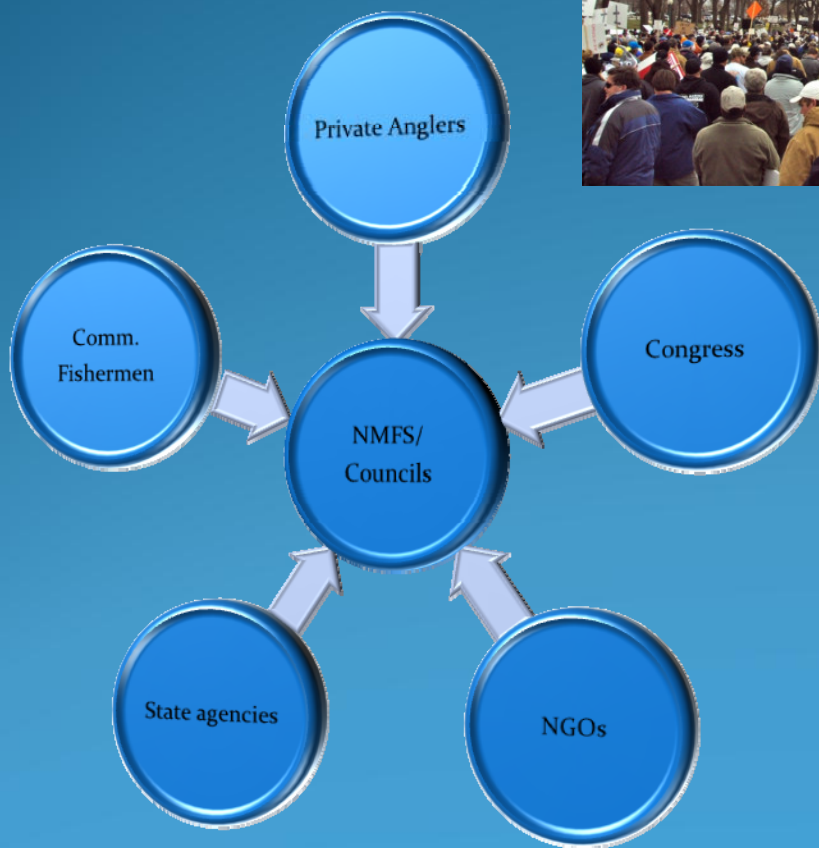 Private Anglers
Comm.
Fishermen
Congress
NMFS/
Councils
State agencies
NGOs